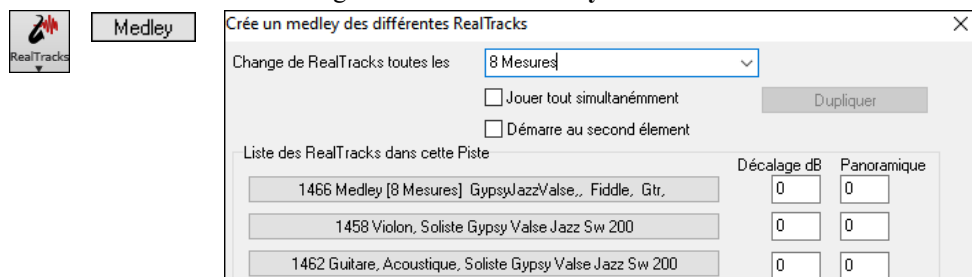 Medley
RealTracks
Crée un medley des différentes RealTracks
Change de RealTracks toutes les
8 Mesures
Jouer tout simultanémment
Dupliquer
Démarre au second élement
Liste des RealTracks dans cette Piste
Décalage dB
Panoramique
1466 Medley [8 Mesures] GypsyJazzValse,, Fiddle, Gtr,
0
0
1458 Violon, Soliste Gypsy Valse Jazz Sw 200
0
0
1462 Guitare, Acoustique, Soliste Gypsy Valse Jazz Sw 200
0
0